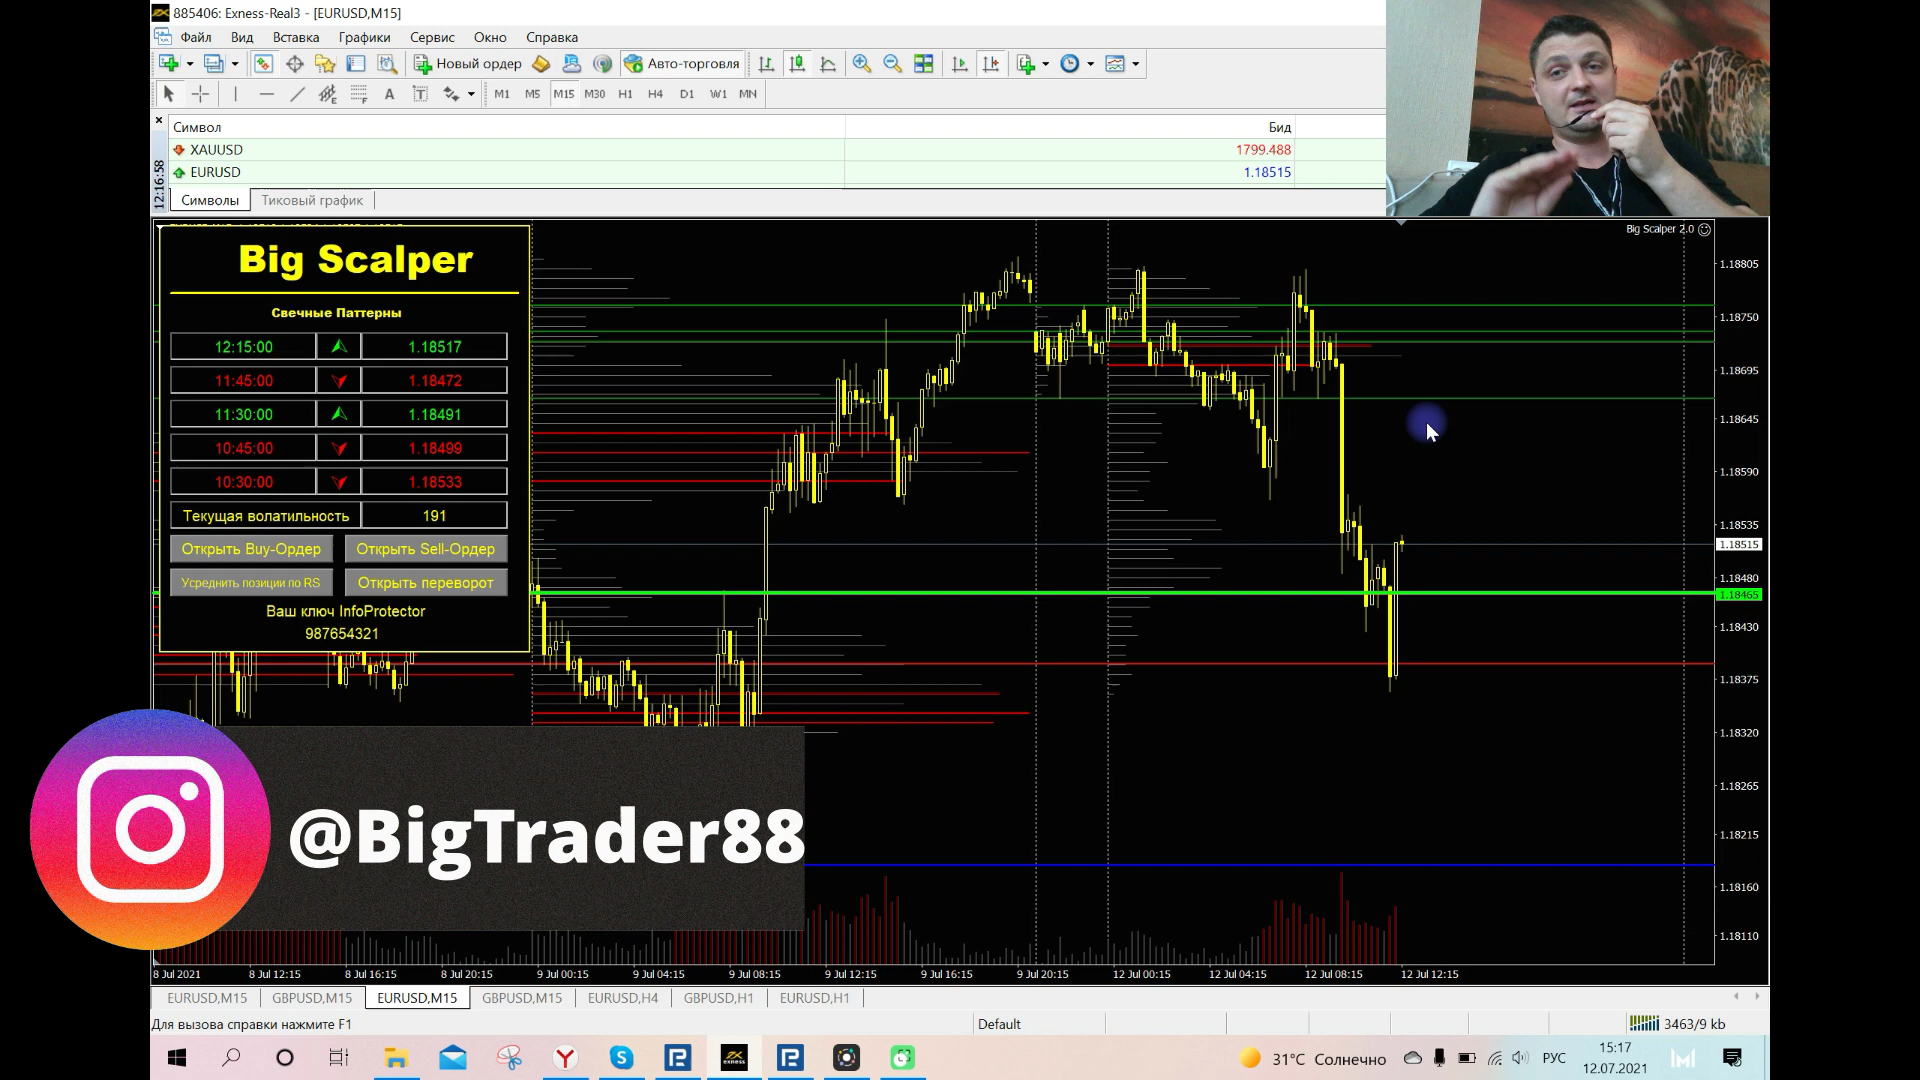 885406: Exness-Real3 - [EURUSD,M15]
Файл Вид Вставка Графики Сервис Окно Справка
Новый ордер Авто-торговля
A T M1 M5 M15 M30 H1 H4 D1 W1 MN
12:16:58
Символ Бид
XAUUSD 1799.488
EURUSD 1.18515
Символы Тиковый график
Big Scalper 2.0
Big Scalper
Свечные Паттерны
12:15:00 1.18517
11:45:00 1.18472
11:30:00 1.18491
10:45:00 1.18499
10:30:00 1.18533
Текущая волатильность 191
Открыть Buy-Ордер Открыть Sell-Ордер
Усреднить позиции по RS Открыть переворот
Ваш ключ InfoProtector
987654321
1.18805
1.18750
1.18695
1.18645
1.18590
1.18535
1.18515
1.18480
1.18465
1.18430
1.18375
1.18320
1.18265
1.18215
1.18160
1.18110
@BigTrader88
8 Jul 2021 8 Jul 12:15 8 Jul 16:15 8 Jul 20:15 9 Jul 00:15 9 Jul 04:15 9 Jul 08:15 9 Jul 12:15 9 Jul 16:15 9 Jul 20:15 12 Jul 00:15 12 Jul 04:15 12 Jul 08:15 12 Jul 12:15
EURUSD,M15 GBPUSD,M15 EURUSD,M15 GBPUSD,M15 EURUSD,H4 GBPUSD,H1 EURUSD,H1
Для вызова справки нажмите F1 Default 3463/9 kb
31°C Солнечно РУС 15:17
12.07.2021